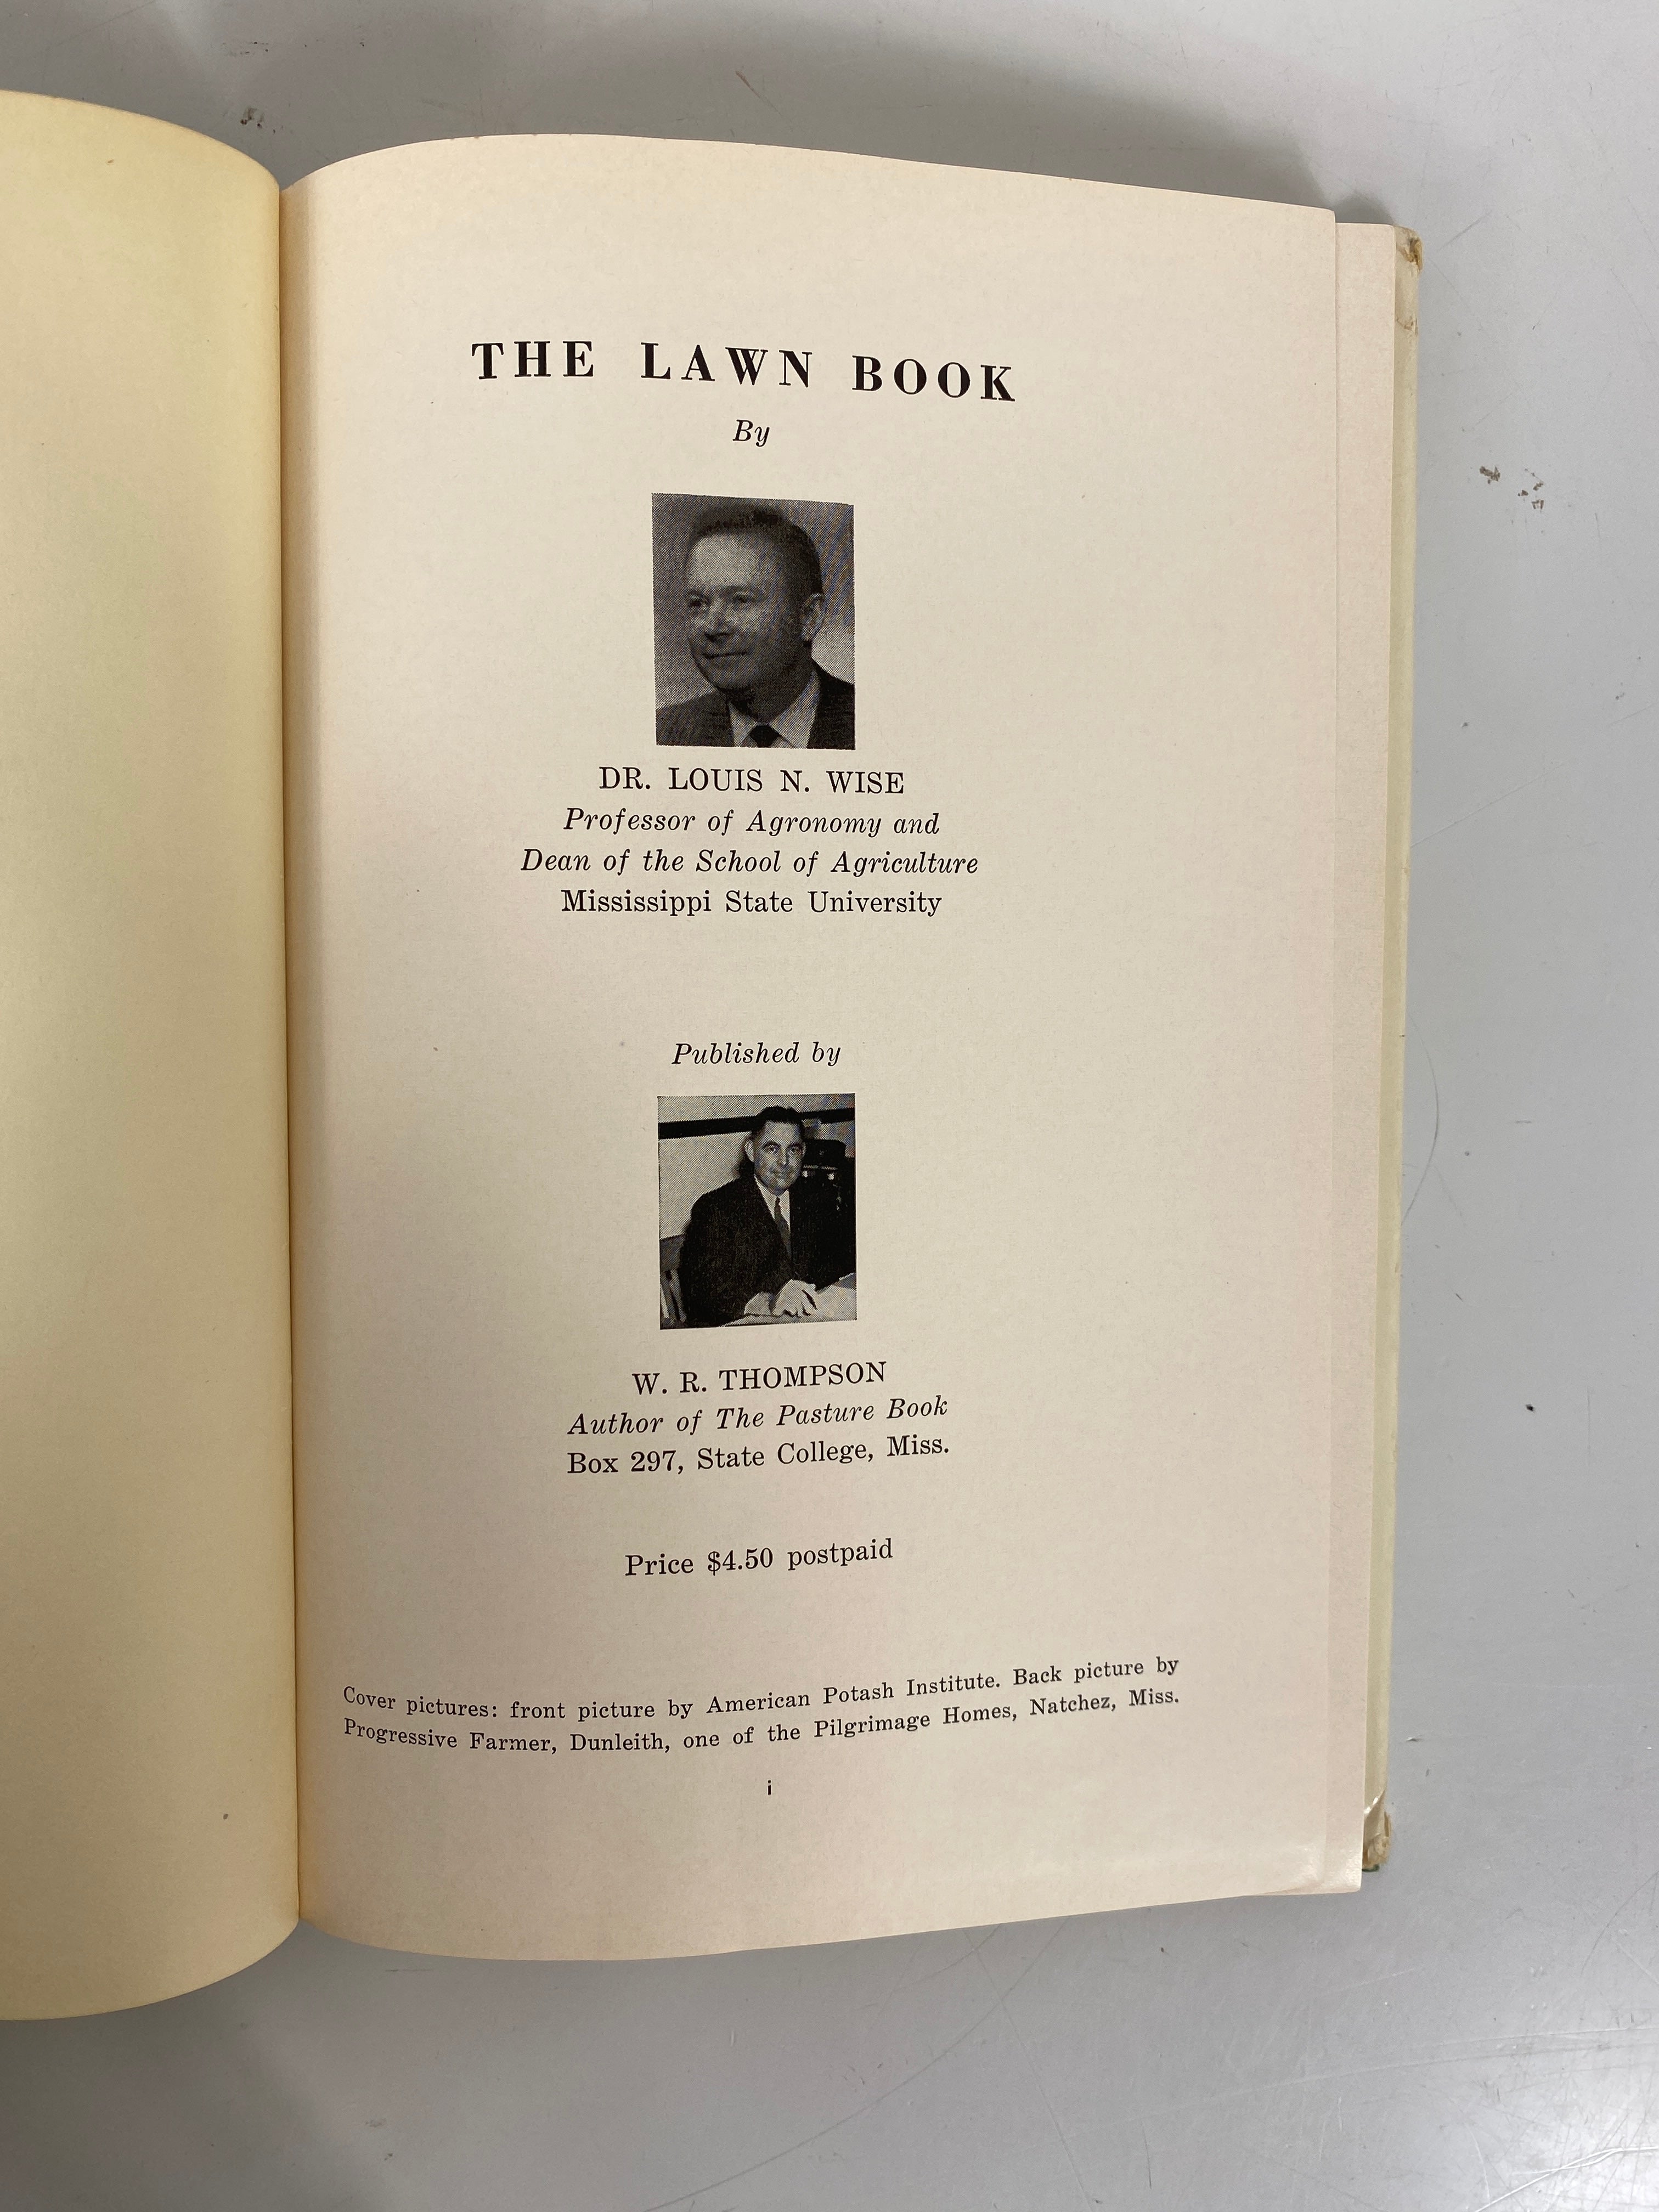 THE LAWN BOOK
By
DR. LOUIS N. WISE
Professor of Agronomy and
Dean of the School of Agriculture
Mississippi State University
Published by
W. R. THOMPSON
Author of The Pasture Book
Box 297, State College, Miss.
Price $4.50 postpaid
Cover pictures: front picture by American Potash Institute. Back picture by
Progressive Farmer, Dunleith, one of the Pilgrimage Homes, Natchez, Miss.
i